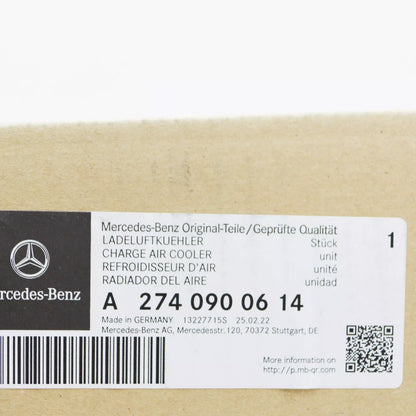 Mercedes-Benz Original-Teile/Geprüfte Qualität
LADELUFTKUEHLER Stück 1
CHARGE AIR COOLER unit
REFROIDISSEUR D'AIR unité
RADIADOR DEL AIRE unidad
rcedes-Benz
A 274 090 06 14
Made in GERMANY 13227715S 25.02.22
Mercedes-Benz AG, Mercedesstr.120, 70372 Stuttgart, DE
More information on
http://p.mb-qr.com